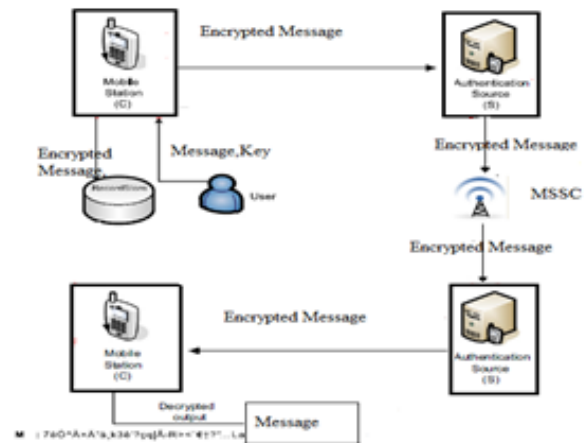 Encrypted Message
Mobile
Station
(C)
Authentication
Source
(S)
Encrypted
Message,
Message,Key
Encrypted Message
RecordStore
User
MSSC
Encrypted Message
Mobile
Station
(C)
Encrypted Message
Authentication
Source
(S)
Decrypted
output
Message
M :